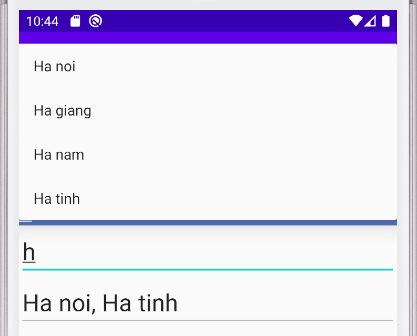 10:44
Ha noi
Ha giang
Ha nam
Ha tinh
h
Ha noi, Ha tinh